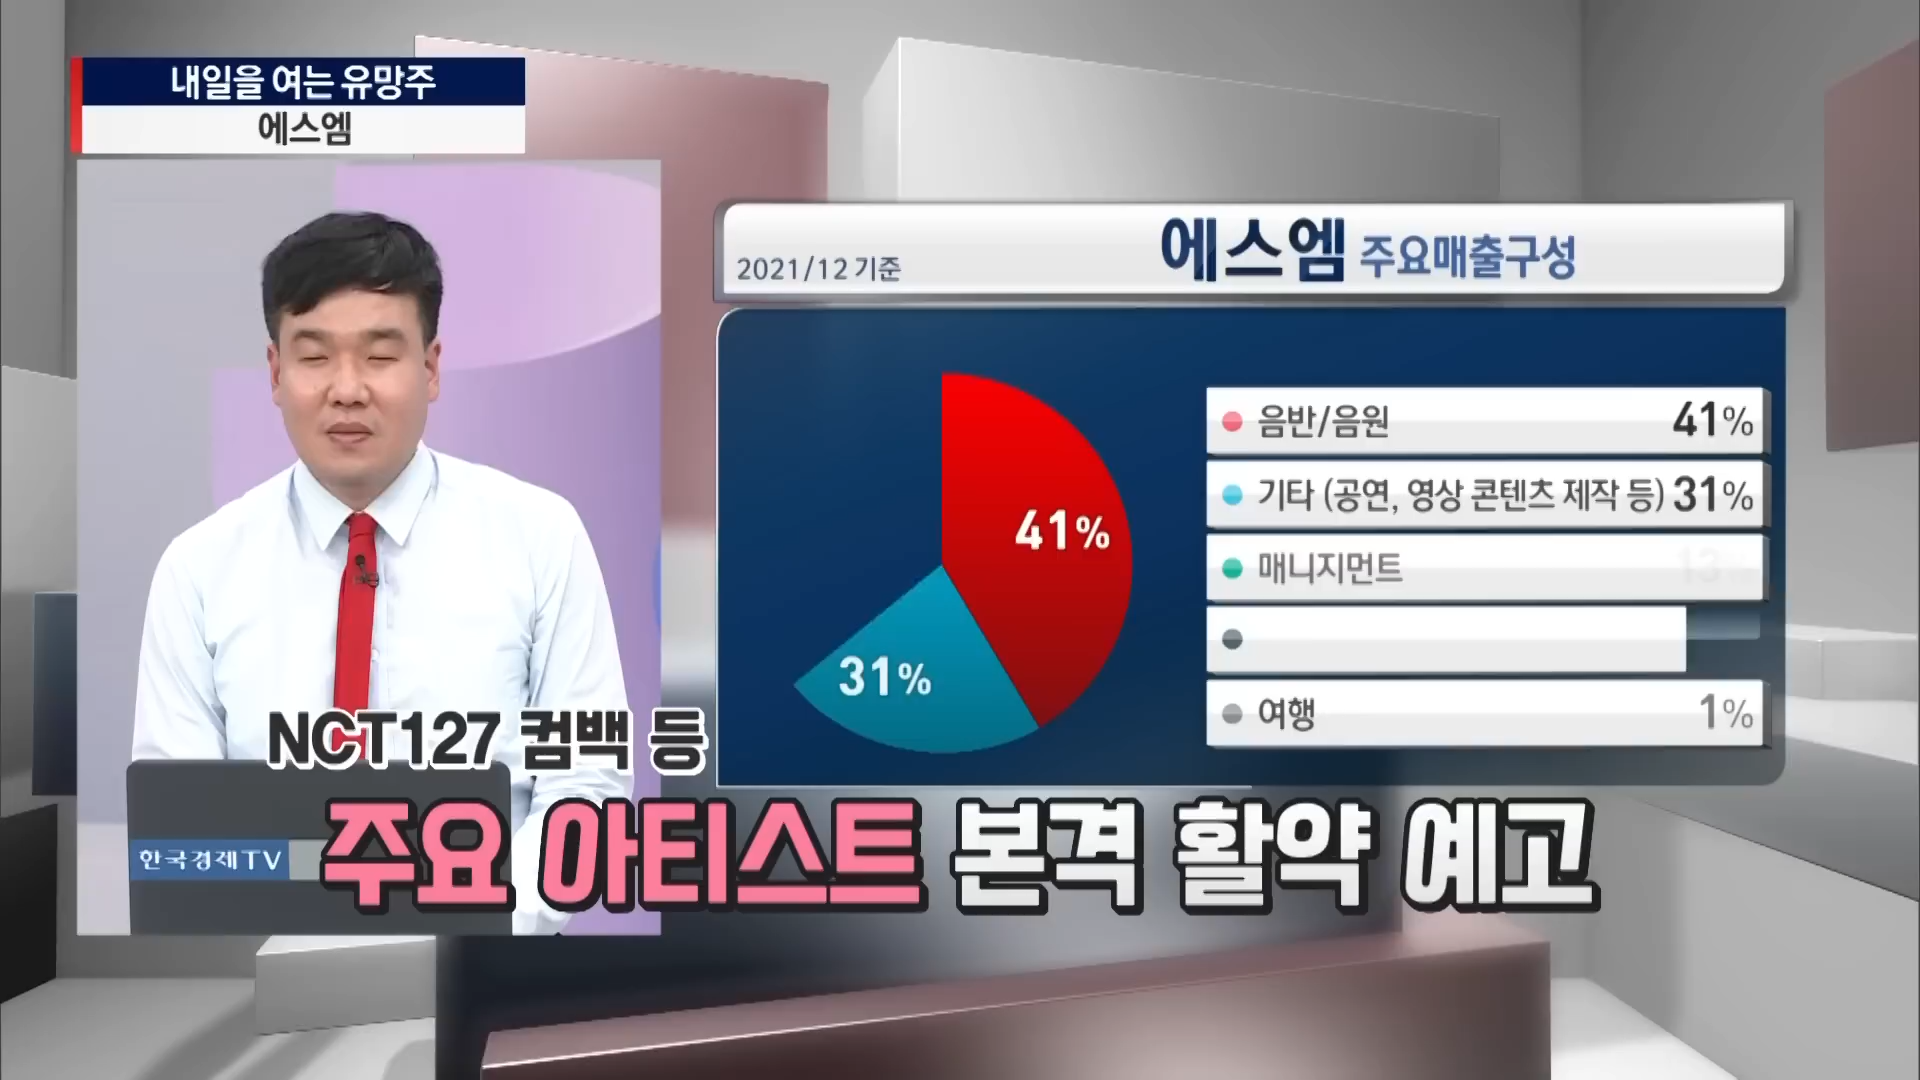 내일을 여는 유망주
에스엠
2021/12 기준
에스엠 주요매출구성
41%
31%
음반/음원 41%
기타 (공연, 영상 콘텐츠 제작 등) 31%
매니지먼트 13%
여행 1%
NCT127 컴백 등
주요 아티스트 본격 활약 예고
한국경제TV